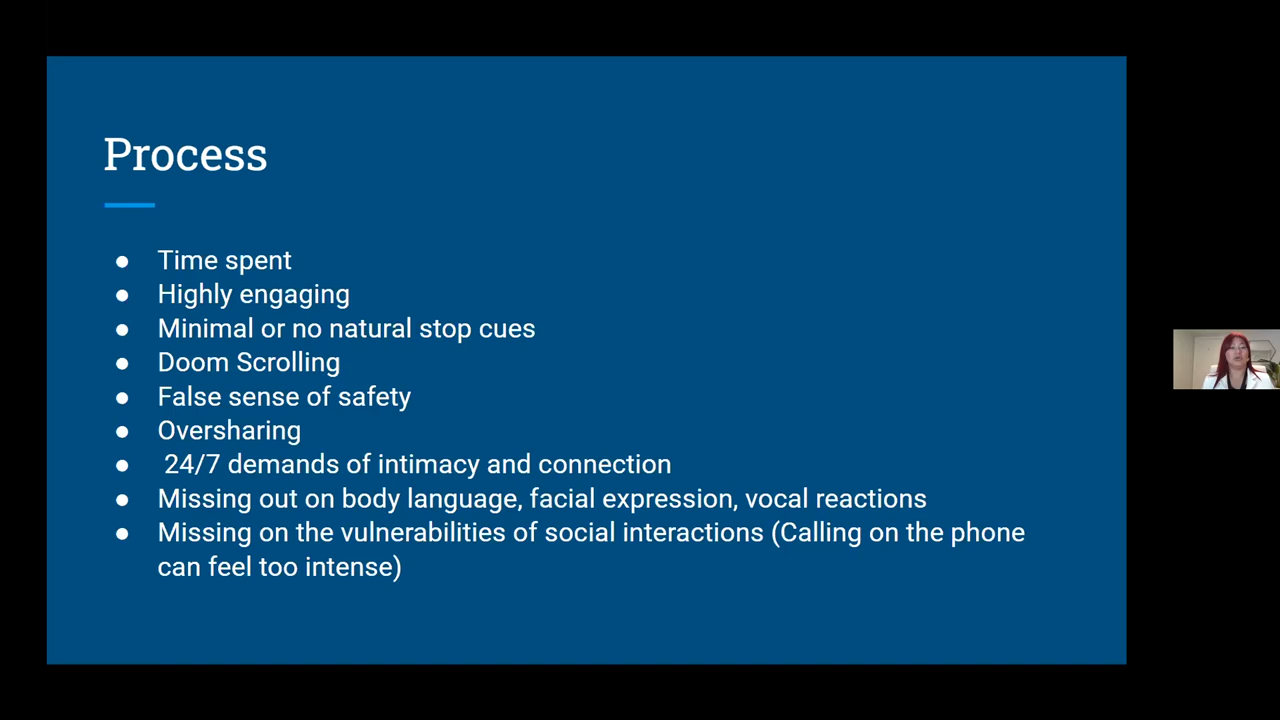 Process
● Time spent
● Highly engaging
● Minimal or no natural stop cues
● Doom Scrolling
● False sense of safety
● Oversharing
● 24/7 demands of intimacy and connection
● Missing out on body language, facial expression, vocal reactions
● Missing on the vulnerabilities of social interactions (Calling on the phone
can feel too intense)